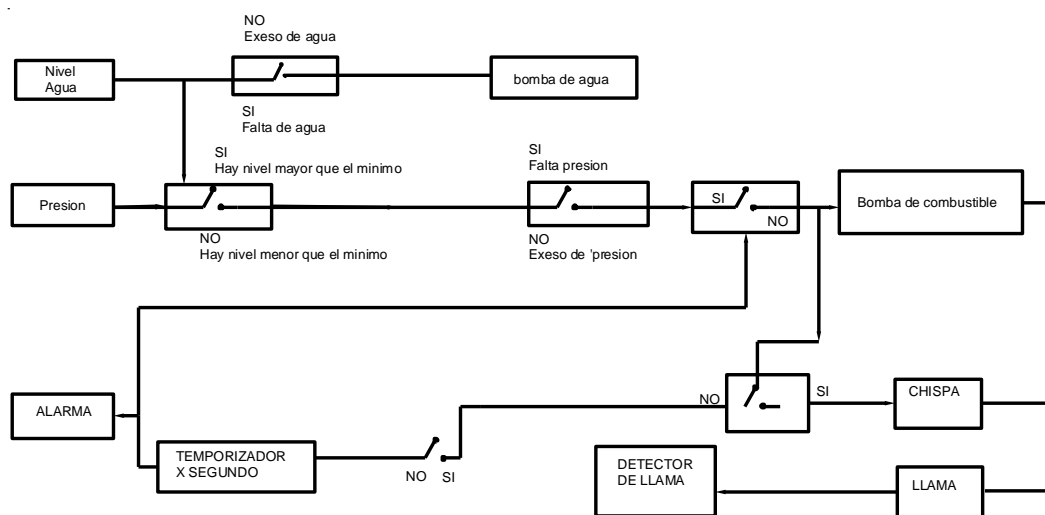 NO
Exeso de agua
Nivel
Agua
bomba de agua
SI
Falta de agua
SI
Hay nivel mayor que el minimo
SI
Falta presion
Presion
SI
NO
Bomba de combustible
NO
Hay nivel menor que el minimo
NO
Exeso de 'presion
ALARMA
NO
SI
CHISPA
TEMPORIZADOR
X SEGUNDO
NO
SI
DETECTOR
DE LLAMA
LLAMA